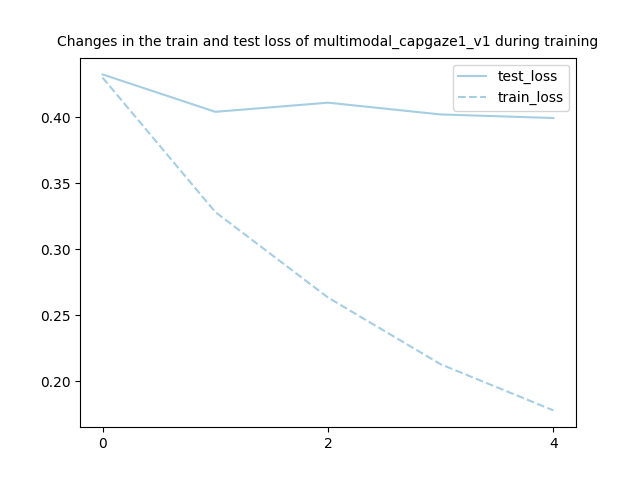 Changes in the train and test loss of multimodal_capgaze1_v1 during training
test_loss
train_loss
0.40
0.35
0.30
0.25
0.20
0 2 4